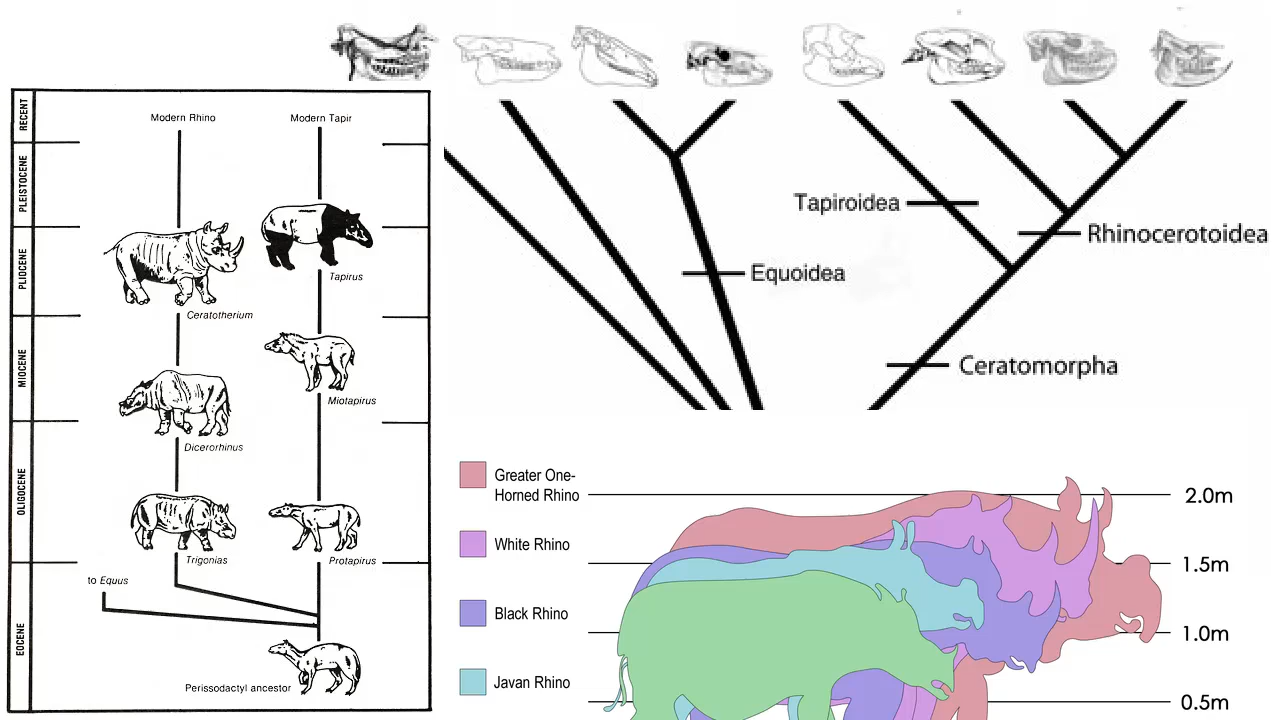 RECENT
PLEISTOCENE
PLIOCENE
MIOCENE
OLIGOCENE
EOCENE
Modern Rhino
Modern Tapir
Tapirus
Ceratotherium
Miotapirus
Dicerorhinus
Trigonias
Protapirus
to Equus
Perissodactyl ancestor
Tapiroidea
Rhinocerotoidea
Equoidea
Ceratomorpha
Greater One-
Horned Rhino
2.0m
White Rhino
1.5m
Black Rhino
1.0m
Javan Rhino
0.5m